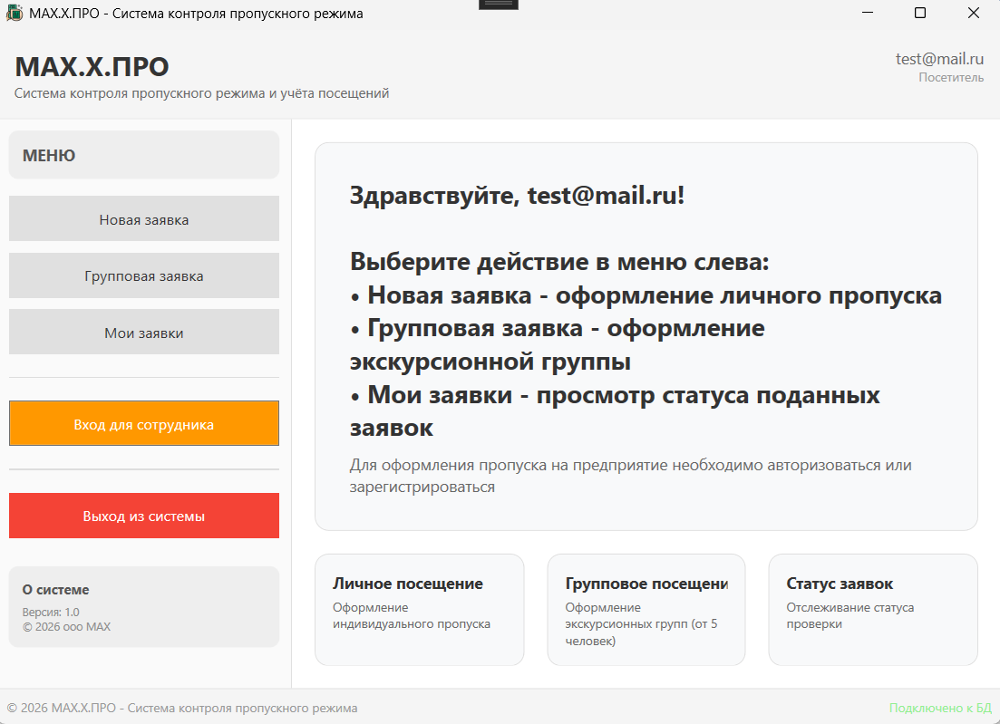 МАХ.Х.ПРО - Система контроля пропускного режима
МАХ.Х.ПРО
Система контроля пропускного режима и учёта посещений
test@mail.ru
Посетитель
МЕНЮ
Новая заявка
Групповая заявка
Мои заявки
Вход для сотрудника
Выход из системы
О системе
Версия: 1.0
© 2026 ооо МАХ
Здравствуйте, test@mail.ru!
Выберите действие в меню слева:
• Новая заявка - оформление личного пропуска
• Групповая заявка - оформление
экскурсионной группы
• Мои заявки - просмотр статуса поданных
заявок
Для оформления пропуска на предприятие необходимо авторизоваться или
зарегистрироваться
Личное посещение
Оформление
индивидуального пропуска
Групповое посещени
Оформление
экскурсионных групп (от 5
человек)
Статус заявок
Отслеживание статуса
проверки
© 2026 МАХ.Х.ПРО - Система контроля пропускного режима
Подключено к БД